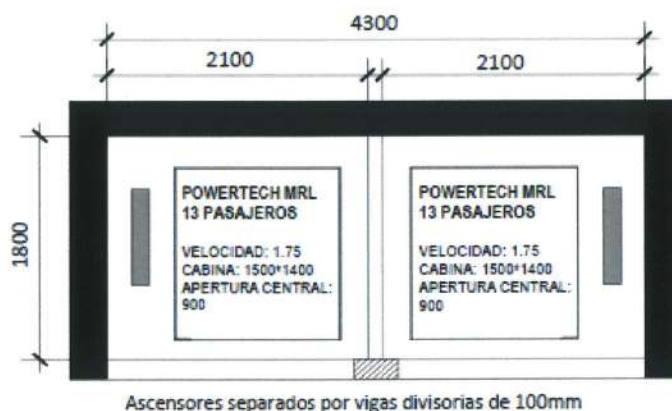 4300
2100
2100
1800
POWERTECH MRL
13 PASAJEROS
VELOCIDAD: 1.75
CABINA: 1500*1400
APERTURA CENTRAL:
900
POWERTECH MRL
13 PASAJEROS
VELOCIDAD: 1.75
CABINA: 1500*1400
APERTURA CENTRAL:
900
Ascensores separados por vigas divisorias de 100mm